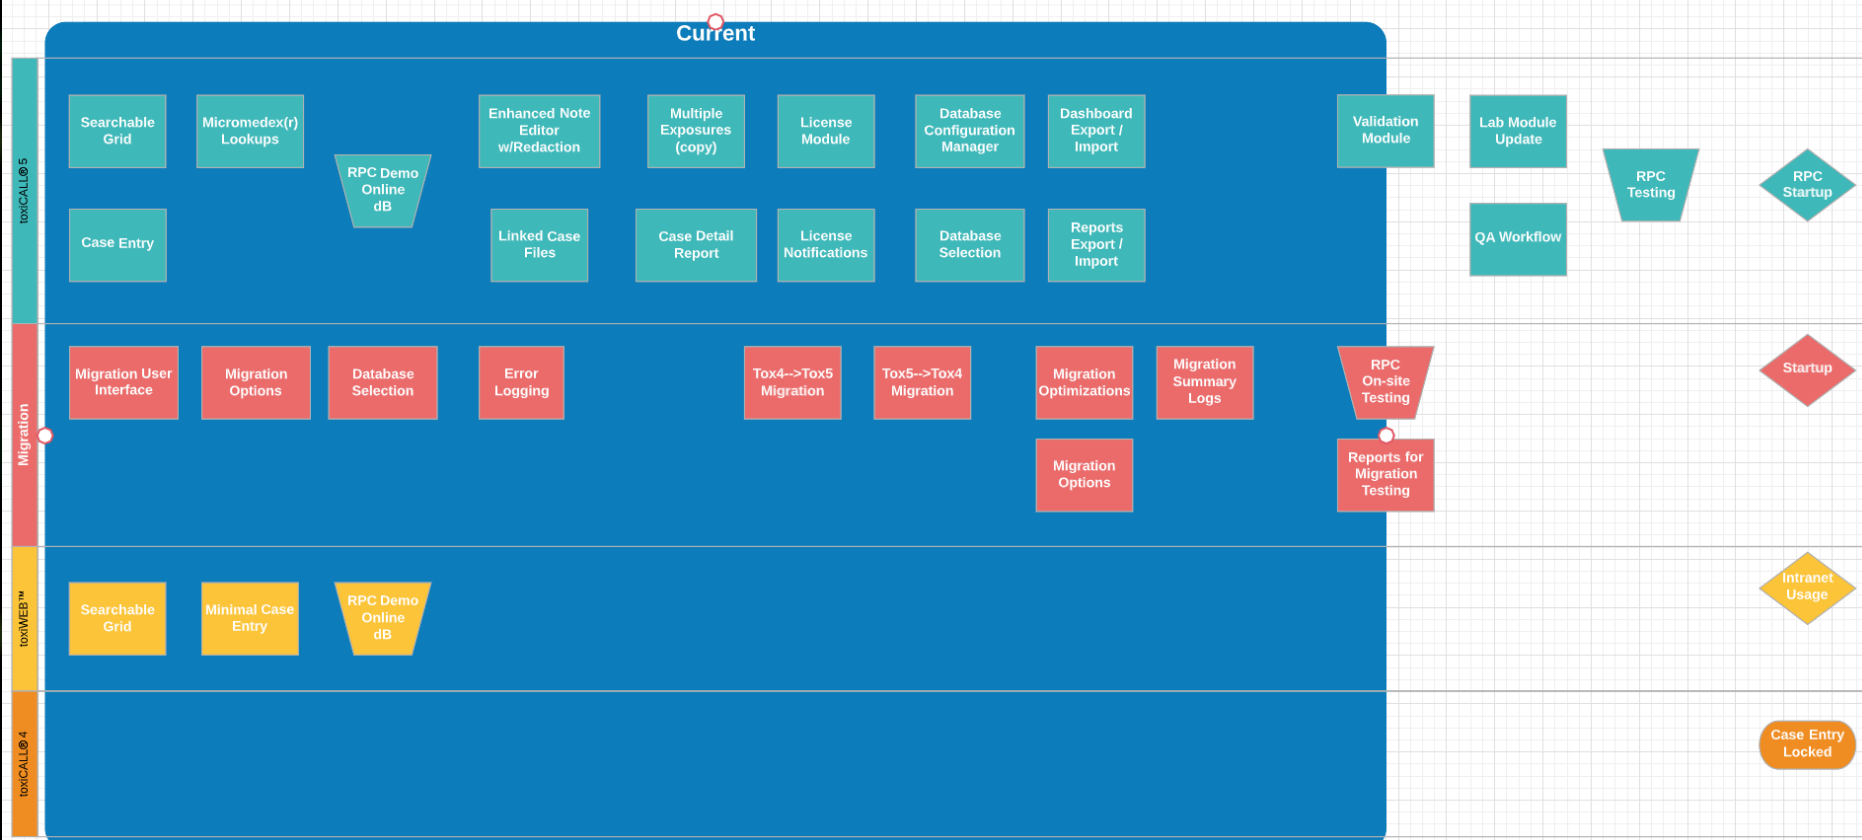 Current
toxiCALL®5
Searchable
Grid
Micromedex(r)
Lookups
RPC Demo
Online
dB
Enhanced Note
Editor
w/Redaction
Multiple
Exposures
(copy)
License
Module
Database
Configuration
Manager
Dashboard
Export /
Import
Validation
Module
Lab Module
Update
RPC
Testing
RPC
Startup
Case Entry
Linked Case
Files
Case Detail
Report
License
Notifications
Database
Selection
Reports
Export /
Import
QA Workflow
Migration
Migration User
Interface
Migration
Options
Database
Selection
Error
Logging
Tox4-->Tox5
Migration
Tox5-->Tox4
Migration
Migration
Optimizations
Migration
Summary
Logs
RPC
On-site
Testing
Startup
Migration
Options
Reports for
Migration
Testing
toxiWEB™
Searchable
Grid
Minimal Case
Entry
RPC Demo
Online
dB
Intranet
Usage
toxiCALL®4
Case Entry
Locked